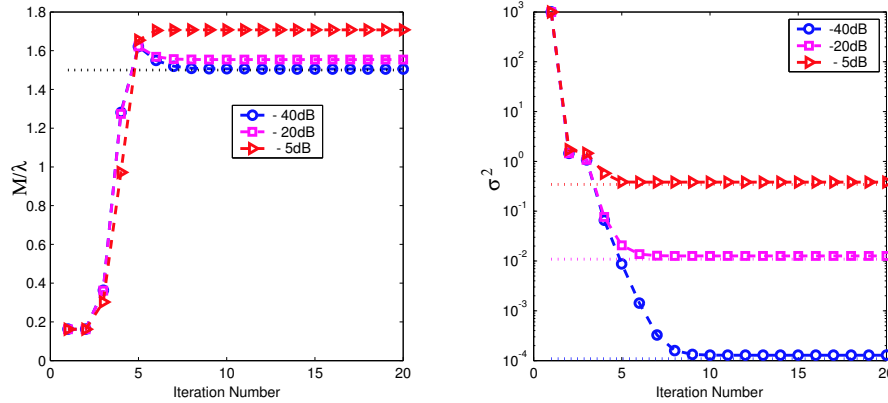 1.8
1.6
1.4
1.2
1
0.8
0.6
0.4
0.2
0
M/λ
- 40dB
- 20dB
- 5dB
0
5
10
15
20
Iteration Number
10^3
10^2
10^1
10^0
10^-1
10^-2
10^-3
10^-4
σ^2
-40dB
-20dB
- 5dB
0
5
10
15
20
Iteration Number